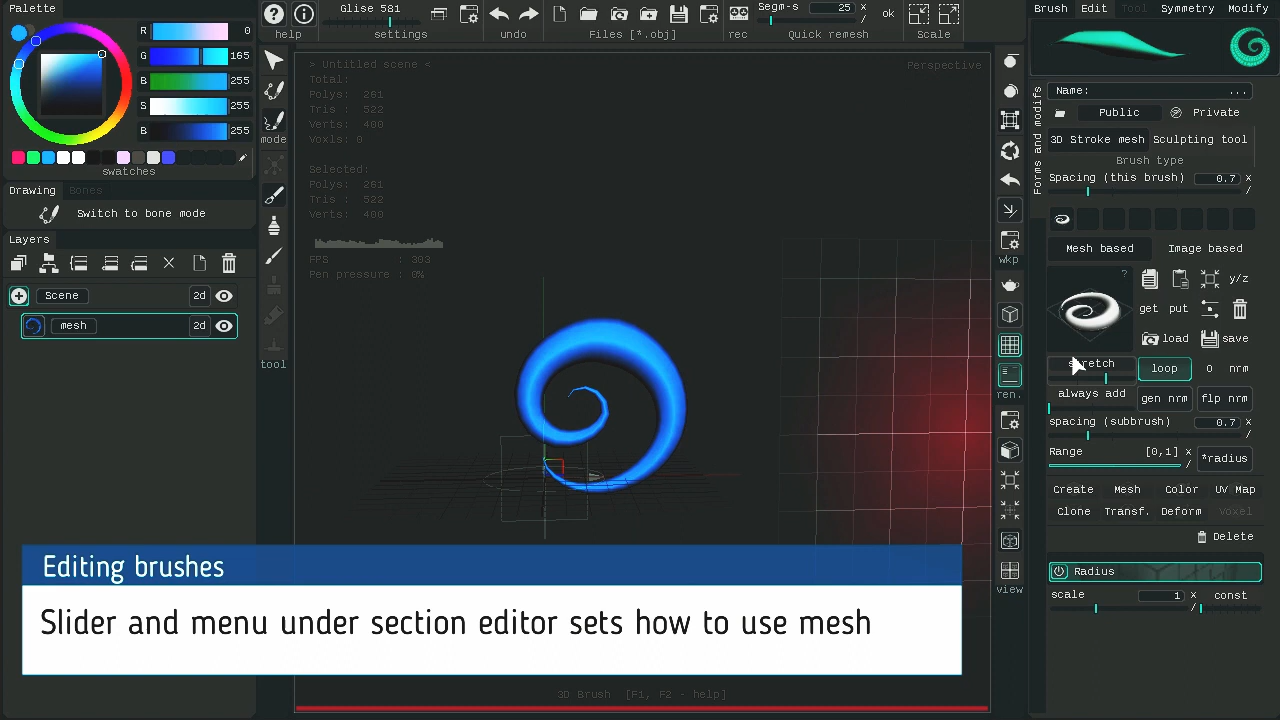 Palette
R 0
G 165
B 255
S 255
B 255
swatches
Drawing Bones
Switch to bone mode
Layers
Scene 2d
mesh 2d
help
Glise 581
settings
undo
Files [*.obj]
rec
Segm-s 25 x / ok
Quick remesh
Scale
mode
tool
> Untitled scene <
Perspective
Total:
Polys: 261
Tris : 522
Verts: 400
Voxls: 0
Selected:
Polys: 261
Tris : 522
Verts: 400
FPS : 303
Pen pressure : 0%
3D Brush [F1, F2 - help]
wkp
ren.
view
Brush Edit Tool Symmetry Modify
Forms and modifs
Name: ...
Public Private
3D Stroke mesh Sculpting tool
Brush type
Spacing (this brush) 0.7 x /
Mesh based Image based
? y/z
get put
load save
stretch loop 0 nrm
always add gen nrm flp nrm
spacing (subbrush) 0.7 x /
Range [0,1] x / *radius
Create Mesh Color UV Map
Clone Transf. Deform Voxel
Delete
Radius
scale 1 x / const
Editing brushes
Slider and menu under section editor sets how to use mesh